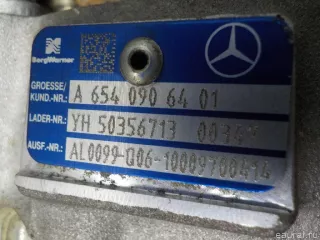 BorgWarner
GROESSE/
KUND.-NR.: A 654 090 64 01
LADER-NR.: YH 50356713
AUSF.-NR.: AL0099-Q06-10009700414